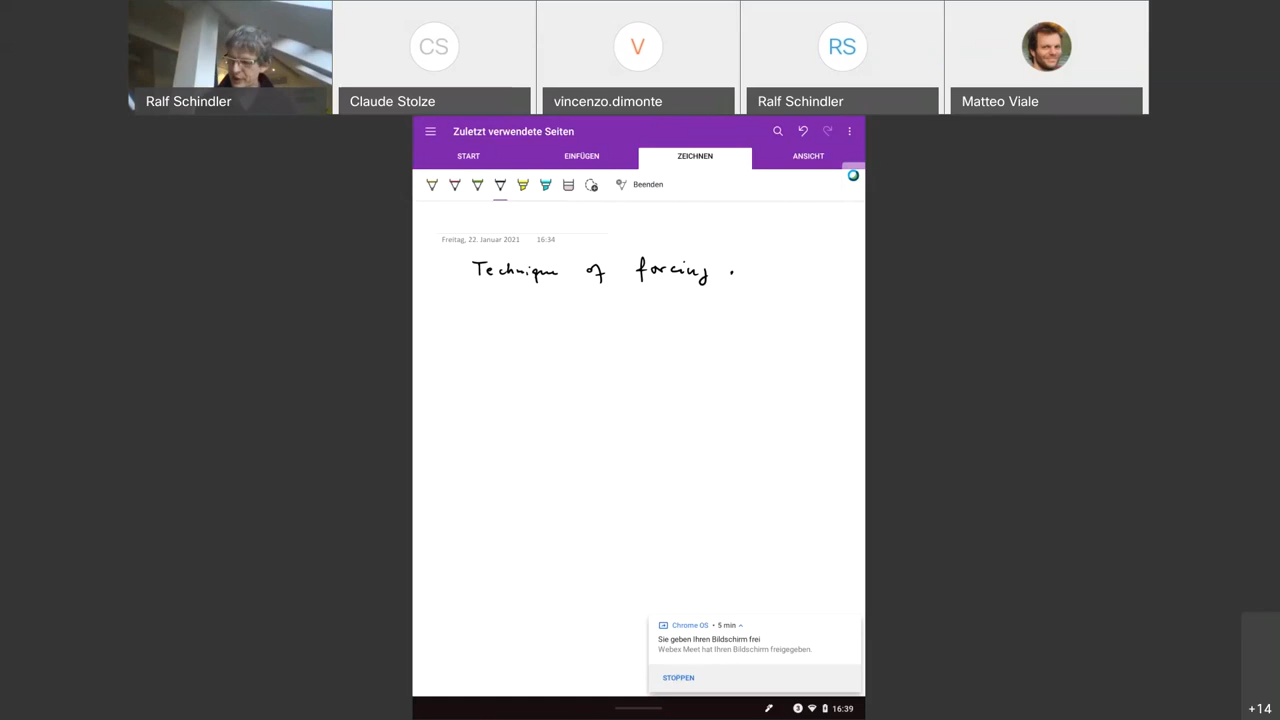 CS
V
RS
Ralf Schindler
Claude Stolze
vincenzo.dimonte
Ralf Schindler
Matteo Viale
Zuletzt verwendete Seiten
START
EINFÜGEN
ZEICHNEN
ANSICHT
Beenden
Freitag, 22. Januar 2021 16:34
Technique of forcing .
Chrome OS • 5 min
Sie geben Ihren Bildschirm frei
Webex Meet hat Ihren Bildschirm freigegeben.
STOPPEN
3 16:39
+14